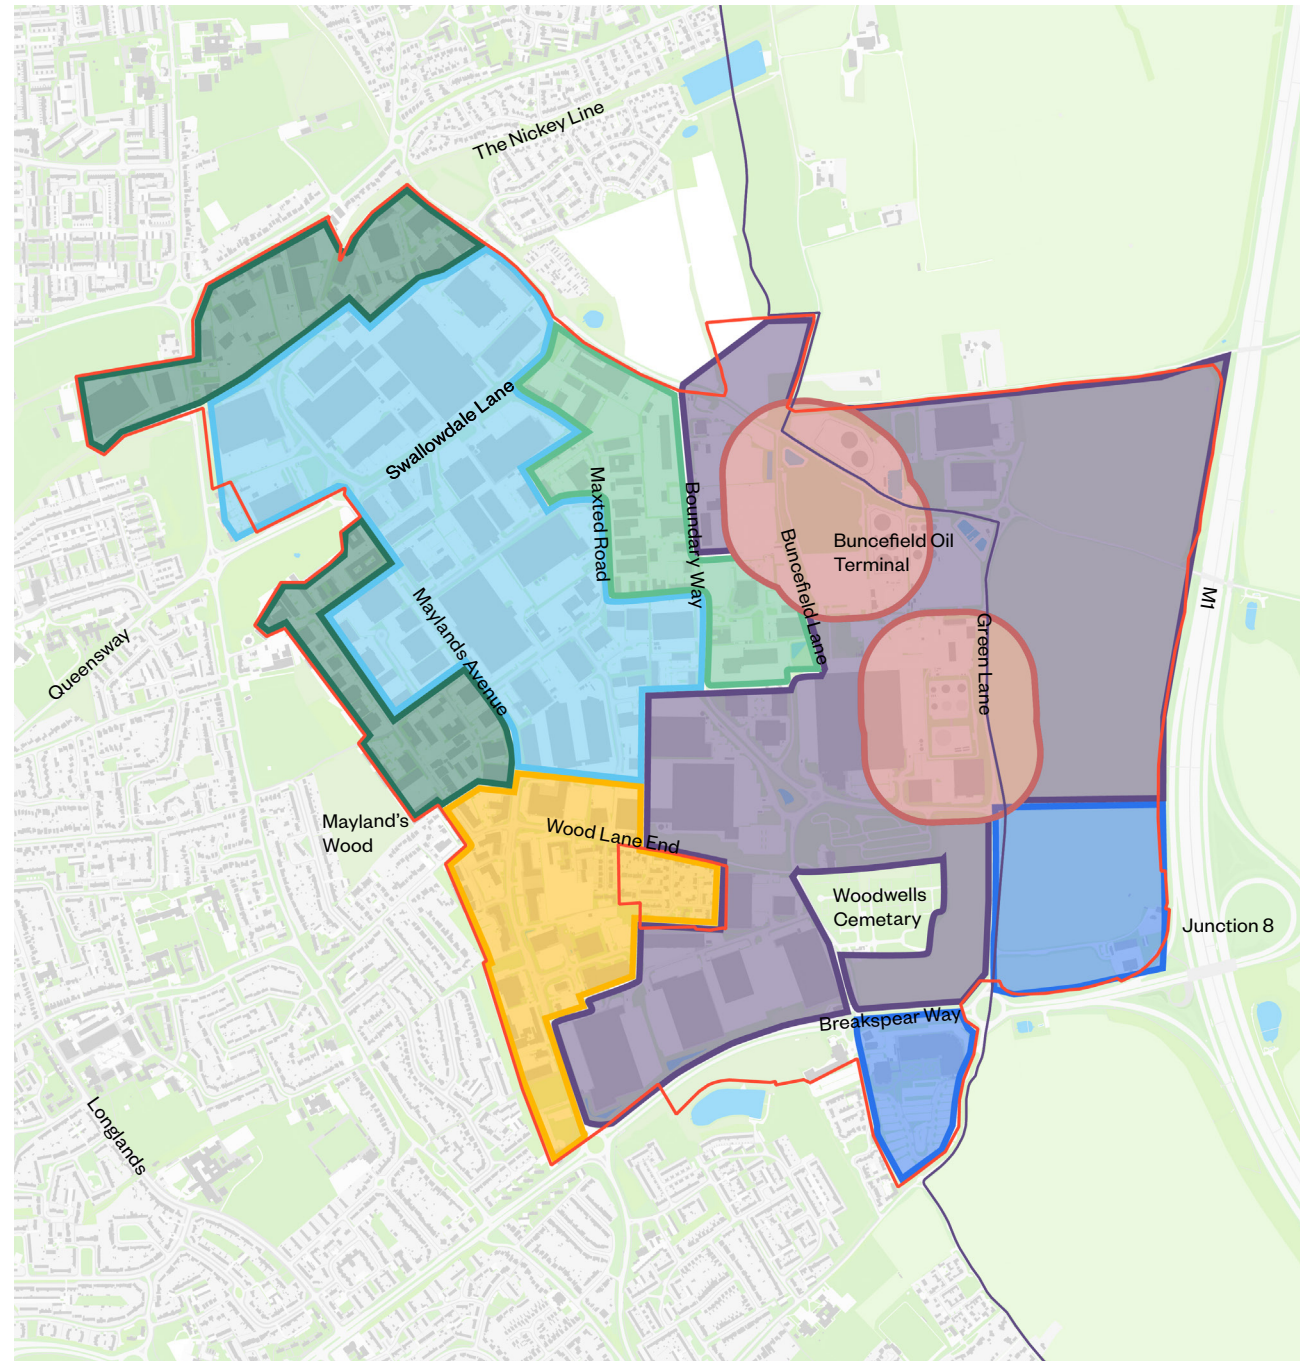 The Nickey Line
Swallowdale Lane
Maxted Road
Boundary Way
Buncefield Lane
Buncefield Oil
Terminal
M1
Queensway
Maylands Avenue
Green Lane
Mayland's
Wood
Wood Lane End
Woodwells
Cemetary
Junction 8
Breakspear Way
Longlands